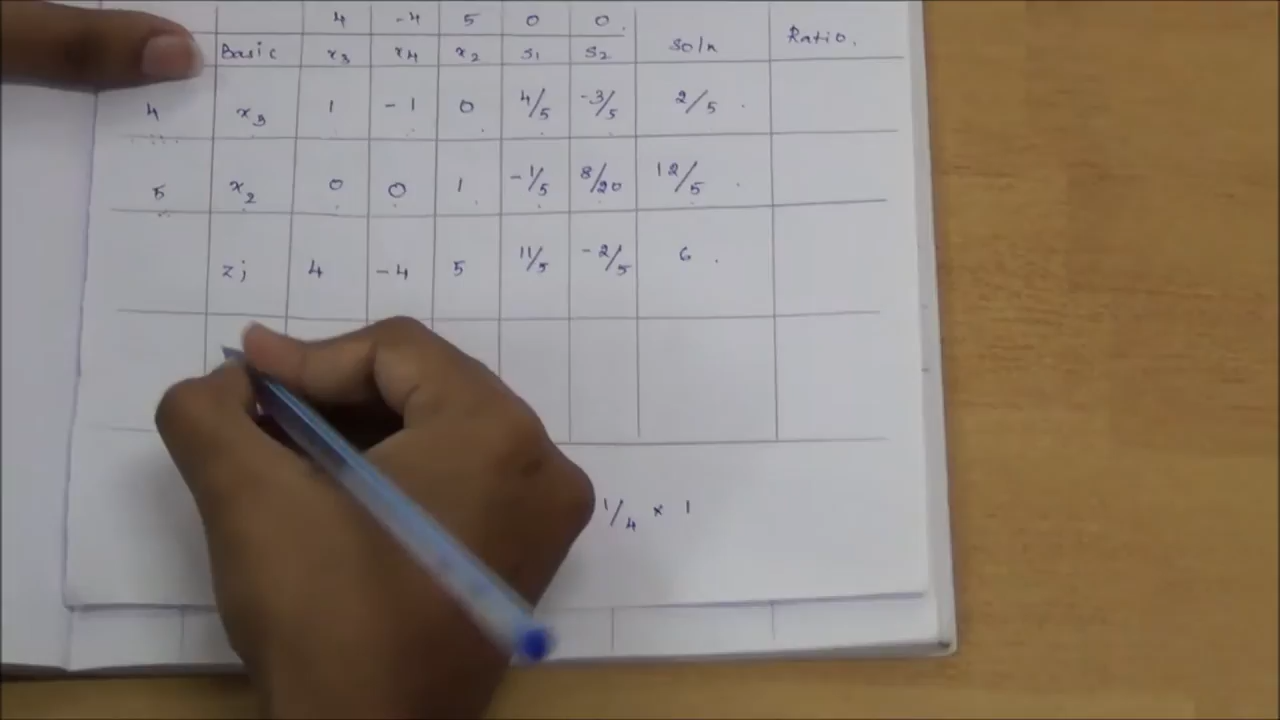 4 -4 5 0 0
Basic x3 x4 x2 S1 S2 Soln Ratio.
4 x3 1 -1 0 4/5 -3/5 2/5
5 x2 0 0 1 -1/5 8/20 12/5
zj 4 -4 5 11/5 -2/5 6
1/4 × 1